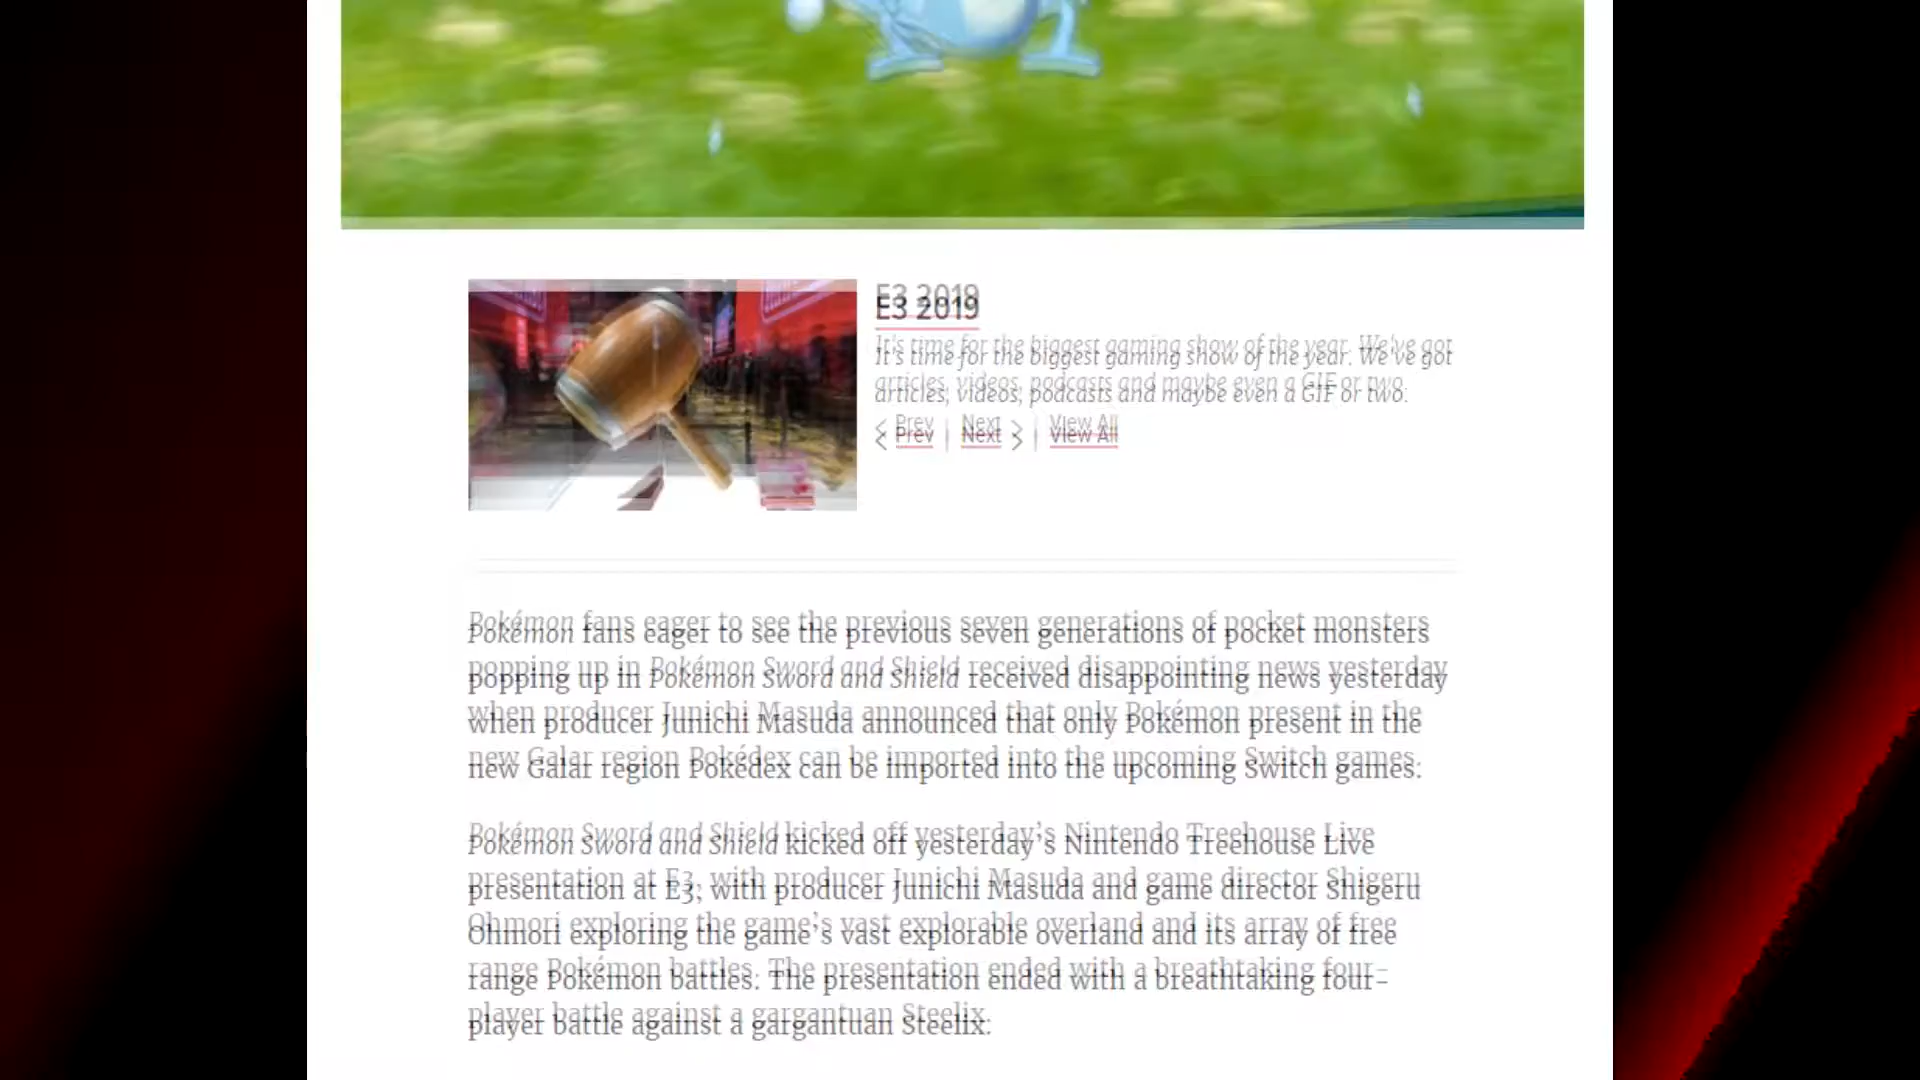 E3 2019
It's time for the biggest gaming show of the year. We've got
articles, videos, podcasts and maybe even a GIF or two.
< Prev | Next > | View All
Pokémon fans eager to see the previous seven generations of pocket monsters
popping up in Pokémon Sword and Shield received disappointing news yesterday
when producer Junichi Masuda announced that only Pokémon present in the
new Galar region Pokédex can be imported into the upcoming Switch games.
Pokémon Sword and Shield kicked off yesterday's Nintendo Treehouse Live
presentation at E3, with producer Junichi Masuda and game director Shigeru
Ohmori exploring the game's vast explorable overland and its array of free
range Pokémon battles. The presentation ended with a breathtaking four-
player battle against a gargantuan Steelix.